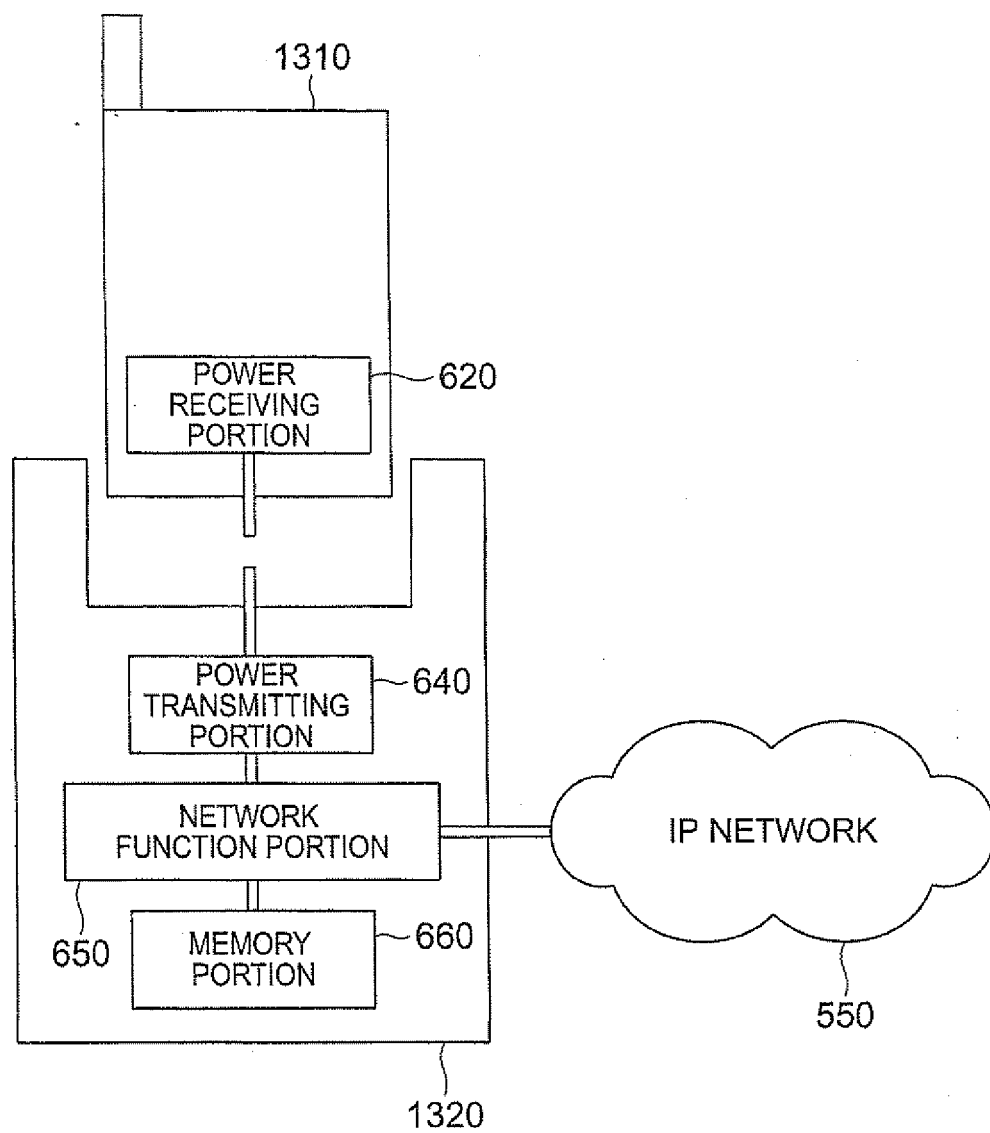 1310
POWER
RECEIVING
PORTION
620
POWER
TRANSMITTING
PORTION
640
NETWORK
FUNCTION PORTION
IP NETWORK
650
MEMORY
PORTION
660
550
1320